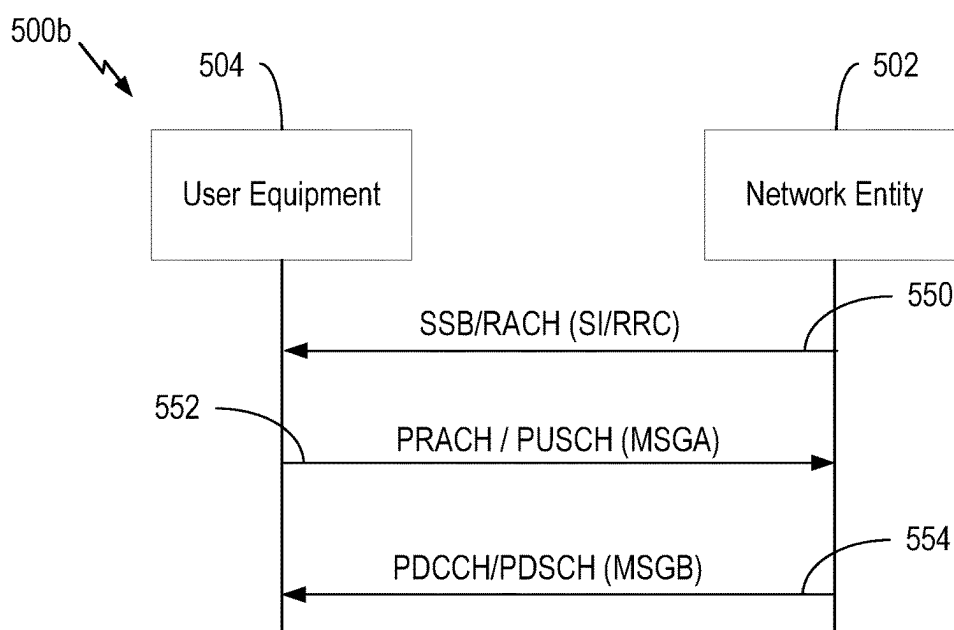 500b
504
502
User Equipment
Network Entity
550
SSB/RACH (SI/RRC)
552
PRACH / PUSCH (MSGA)
554
PDCCH/PDSCH (MSGB)